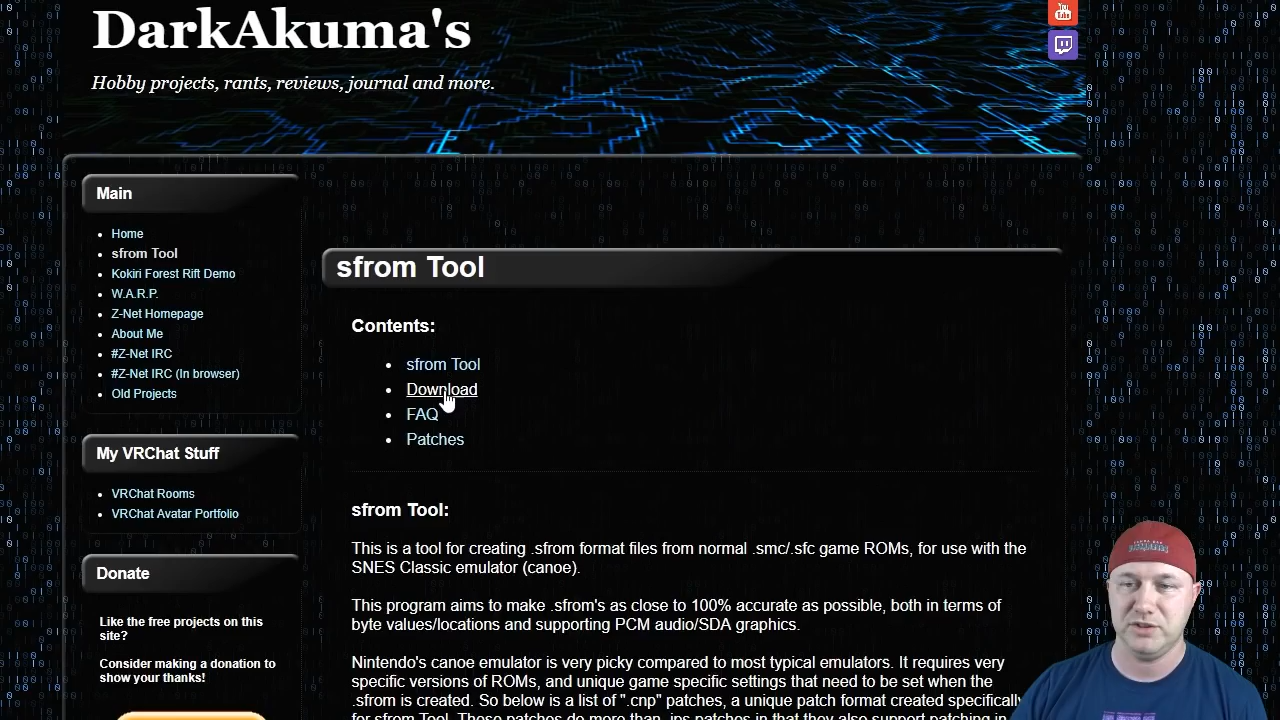 DarkAkuma's
You
Tube
Hobby projects, rants, reviews, journal and more.
Main
Home
sfrom Tool
Kokiri Forest Rift Demo
W.A.R.P.
Z-Net Homepage
About Me
#Z-Net IRC
#Z-Net IRC (In browser)
Old Projects
My VRChat Stuff
VRChat Rooms
VRChat Avatar Portfolio
Donate
Like the free projects on this
site?
Consider making a donation to
show your thanks!
sfrom Tool
Contents:
sfrom Tool
Download
FAQ
Patches
sfrom Tool:
This is a tool for creating .sfrom format files from normal .smc/.sfc game ROMs, for use with the
SNES Classic emulator (canoe).
This program aims to make .sfrom's as close to 100% accurate as possible, both in terms of
byte values/locations and supporting PCM audio/SDA graphics.
Nintendo's canoe emulator is very picky compared to most typical emulators. It requires very
specific versions of ROMs, and unique game specific settings that need to be set when the
.sfrom is created. So below is a list of ".cnp" patches, a unique patch format created specifically
for sfrom Tool. These patches do more than .ips patches in that they also support patching in